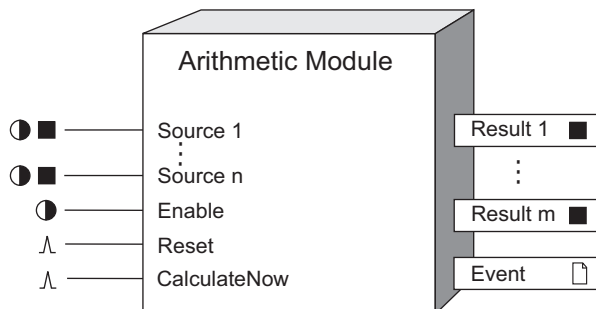 Arithmetic Module
Source 1
Source n
Enable
Reset
CalculateNow
Result 1
Result m
Event